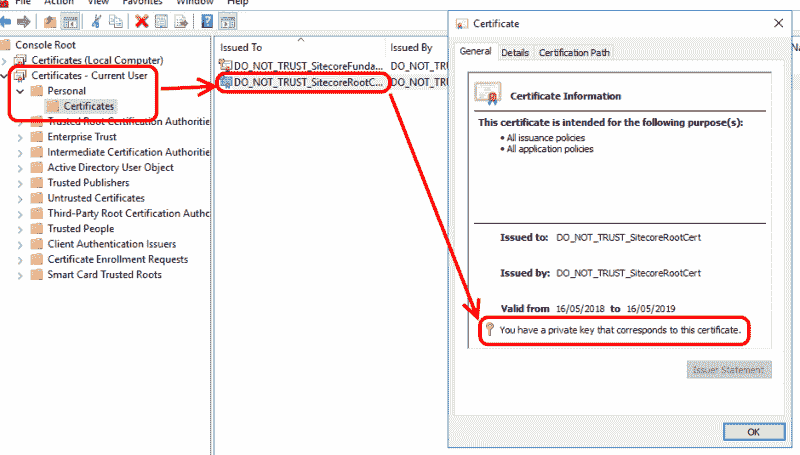 File Action View Favorites Window Help
Console Root
Certificates (Local Computer)
Certificates - Current User
Personal
Certificates
Trusted Root Certification Authorities
Enterprise Trust
Intermediate Certification Authoritie
Active Directory User Object
Trusted Publishers
Untrusted Certificates
Third-Party Root Certification Autho
Trusted People
Client Authentication Issuers
Certificate Enrollment Requests
Smart Card Trusted Roots
Issued To
Issued By
DO_NOT_TRUST_SitecoreFunda...
DO_NOT_TR
DO_NOT_TRUST_SitecoreRootC...
DO_NOT_TRU
Certificate
General
Details
Certification Path
Certificate Information
This certificate is intended for the following purpose(s):
• All issuance policies
• All application policies
Issued to: DO_NOT_TRUST_SitecoreRootCert
Issued by: DO_NOT_TRUST_SitecoreRootCert
Valid from 16/05/2018 to 16/05/2019
You have a private key that corresponds to this certificate.
Issuer Statement
OK